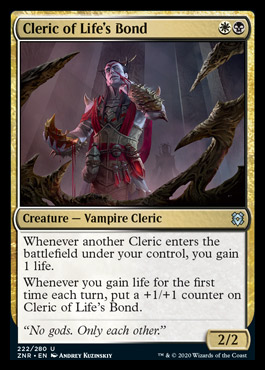 Cleric of Life's Bond
Creature — Vampire Cleric
Whenever another Cleric enters the
battlefield under your control, you gain
1 life.
Whenever you gain life for the first
time each turn, put a +1/+1 counter on
Cleric of Life's Bond.
"No gods. Only each other."
2/2
222/280 U
ZNR • EN Andrey Kuzinskiy
™ & © 2020 Wizards of the Coast